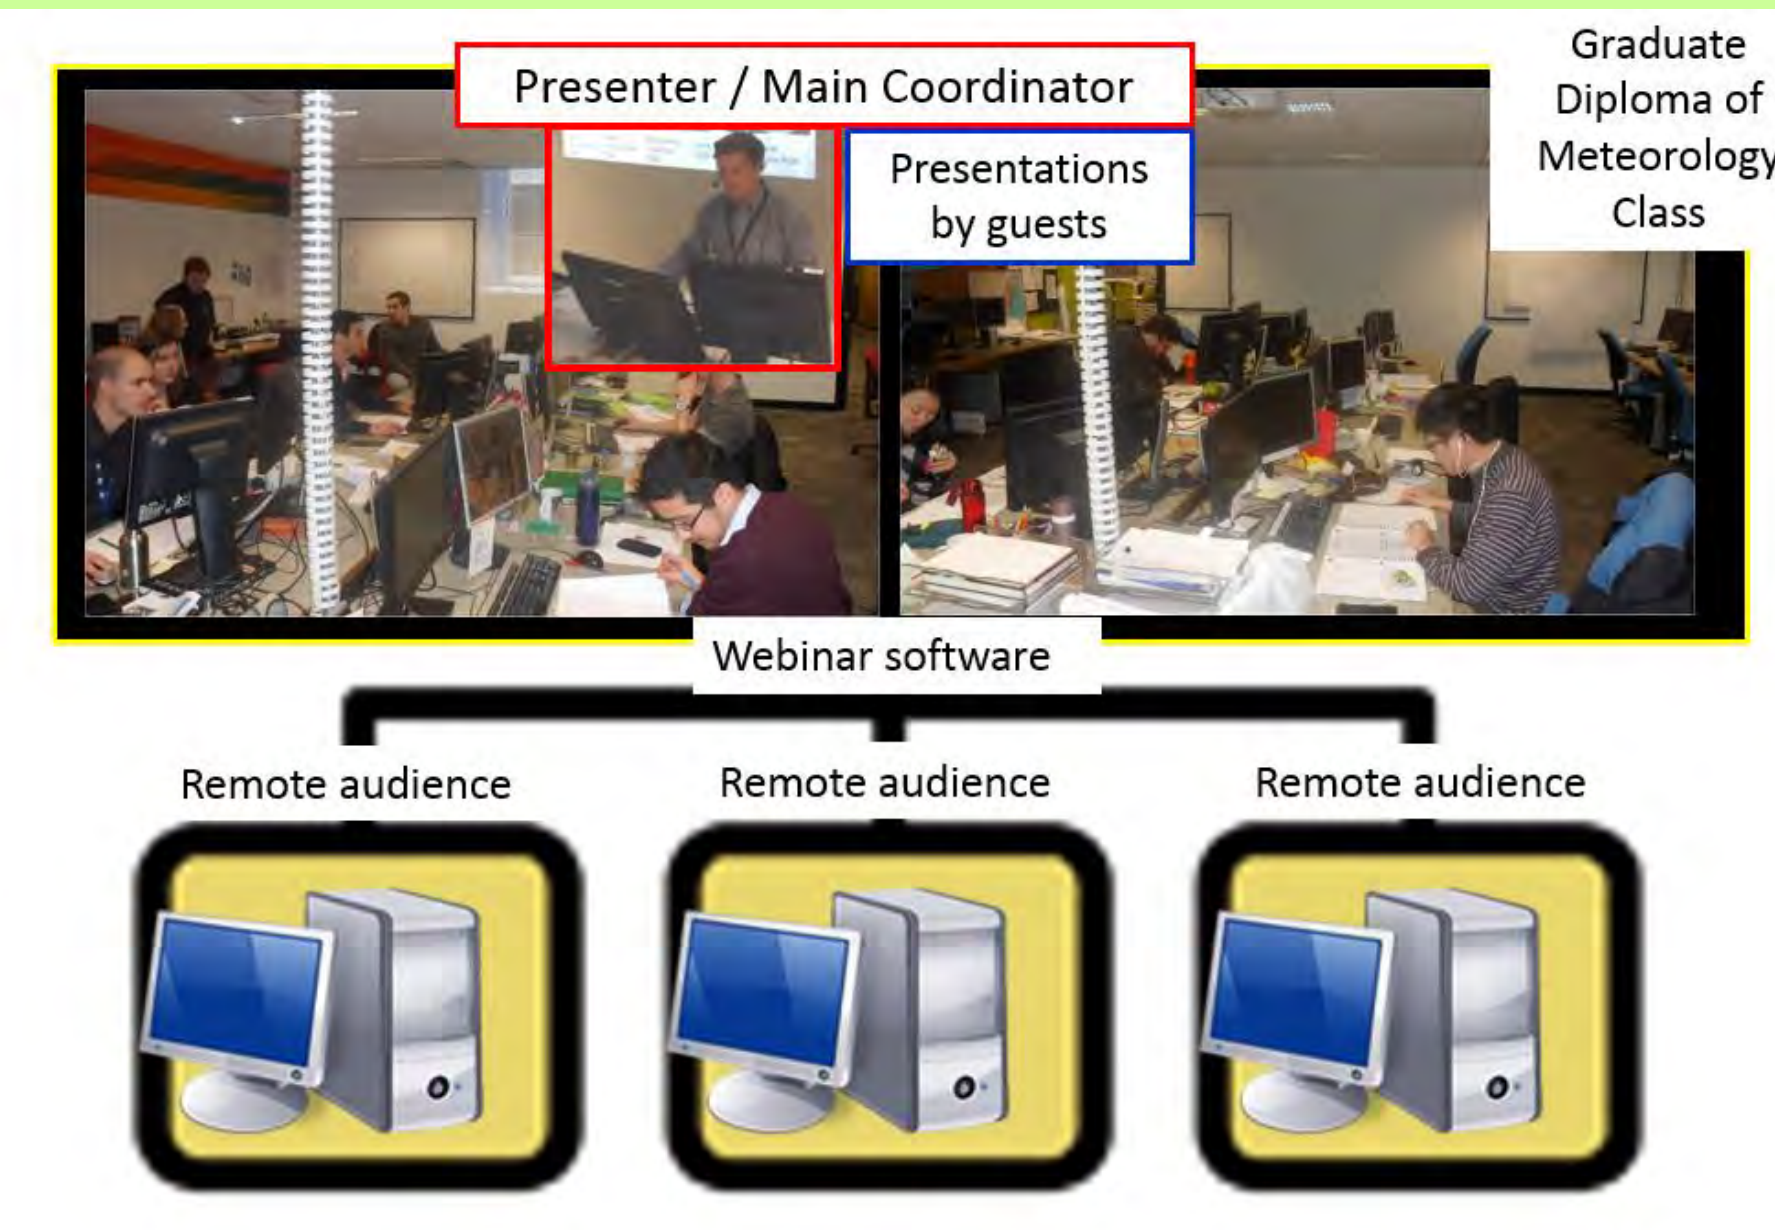 Presenter / Main Coordinator
Presentations
by guests
Graduate
Diploma of
Meteorology
Class
Webinar software
Remote audience
Remote audience
Remote audience